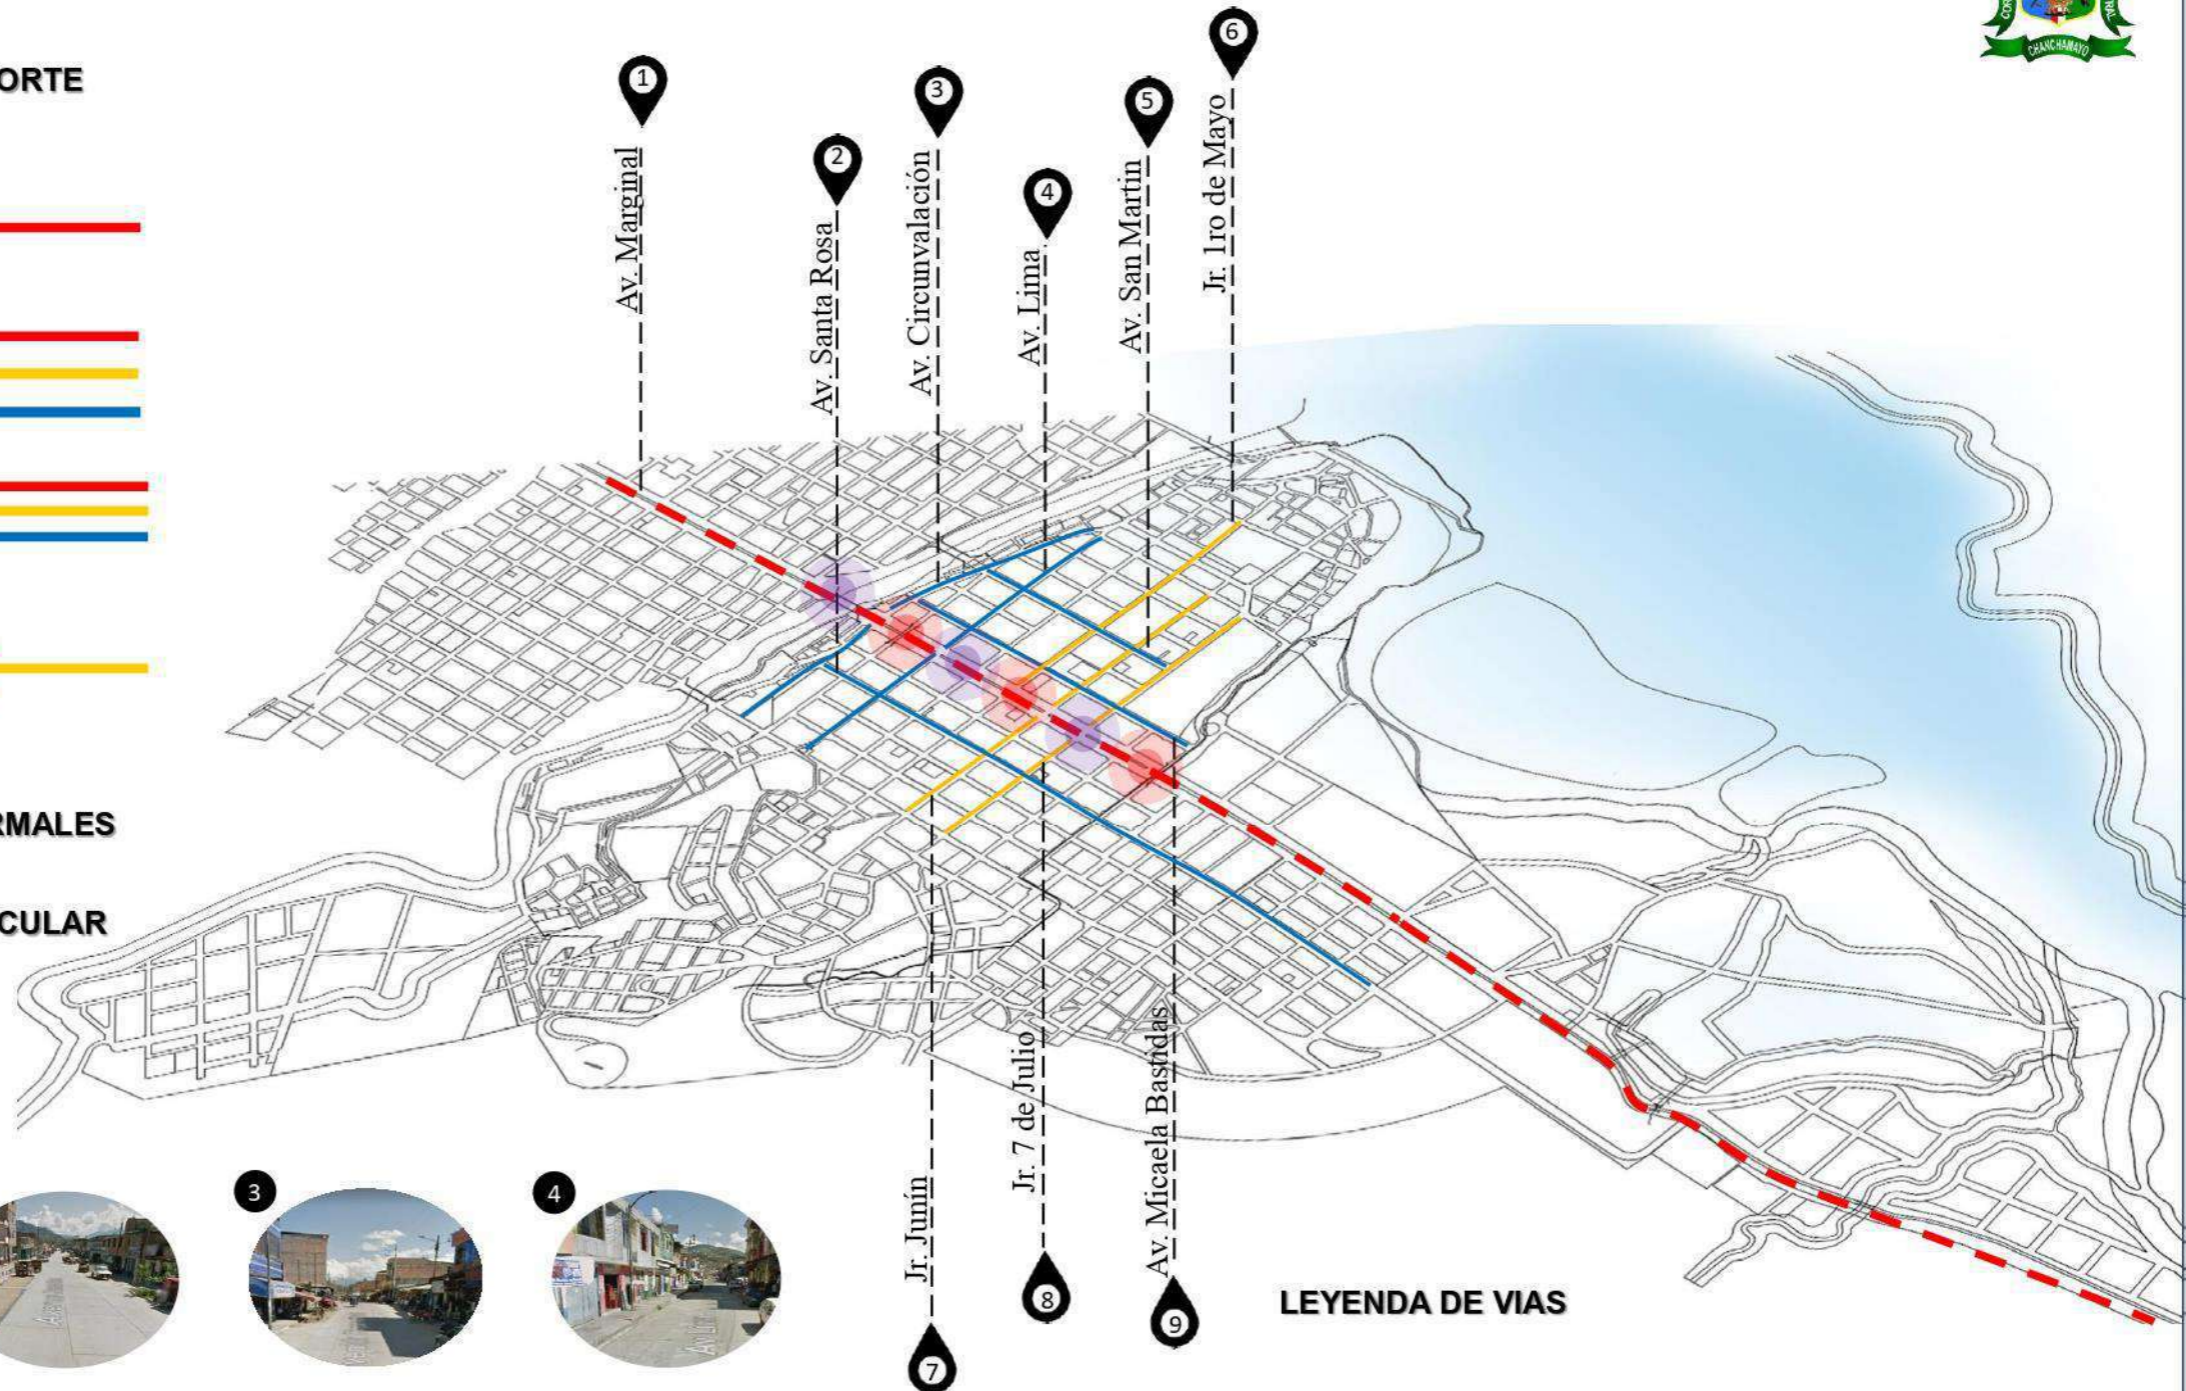 ORTE
RMALES
CULAR
1
Av. Marginal
2
Av. Santa Rosa
3
Av. Circunvalación
4
Av. Lima
5
Av. San Martin
6
Jr. 1ro de Mayo
CHANCHAMAYO
Jr. Junín
7
Jr. 7 de Julio
8
Av. Micaela Bastidas
9
3
4
LEYENDA DE VIAS